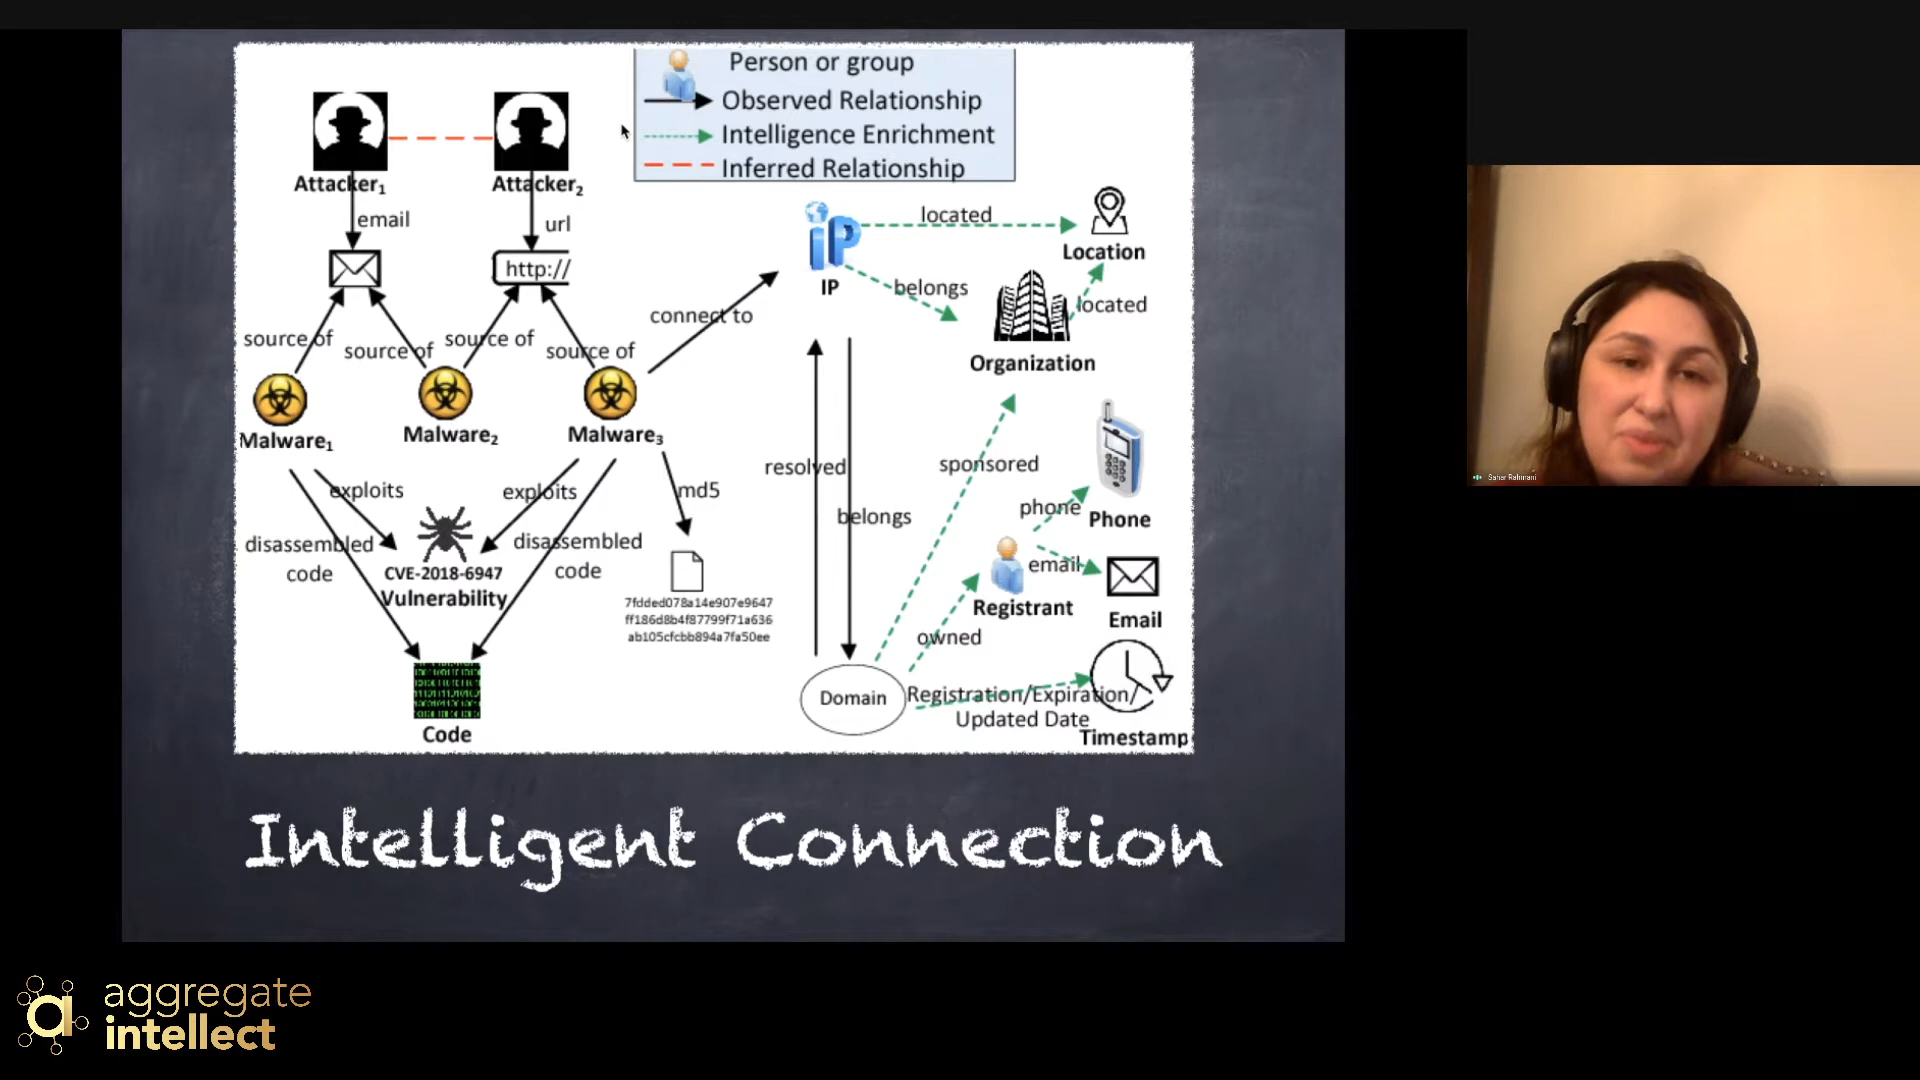 Person or group
Observed Relationship
Intelligence Enrichment
Inferred Relationship
Attacker₁
Attacker₂
email
url
http://
source of
source of
source of
source of
connect to
Malware₁
Malware₂
Malware₃
exploits
exploits
md5
disassembled
code
disassembled
code
CVE-2018-6947
Vulnerability
7fdded078a14e907e9647
ff186d8b4f87799f71a636
ab105cfcbb894a7fa50ee
Code
IP
IP
located
Location
belongs
located
Organization
resolved
belongs
sponsored
phone
Phone
email
Email
Registrant
owned
Domain
Registration/Expiration/
Updated Date
Timestamp
Intelligent Connection
Sahar Rahmani
aggregate
intellect